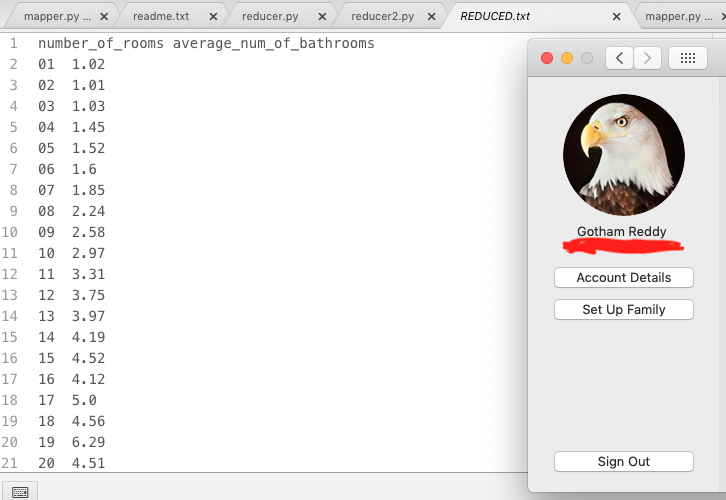 mapper.py ... × readme.txt × reducer.py × reducer2.py × REDUCED.txt × mapper.py ...
1 number_of_rooms average_num_of_bathrooms
2 01 1.02
3 02 1.01
4 03 1.03
5 04 1.45
6 05 1.52
7 06 1.6
8 07 1.85
9 08 2.24
10 09 2.58
11 10 2.97
12 11 3.31
13 12 3.75
14 13 3.97
15 14 4.19
16 15 4.52
17 16 4.12
18 17 5.0
19 18 4.56
20 19 6.29
21 20 4.51
Gotham Reddy
Account Details
Set Up Family
Sign Out